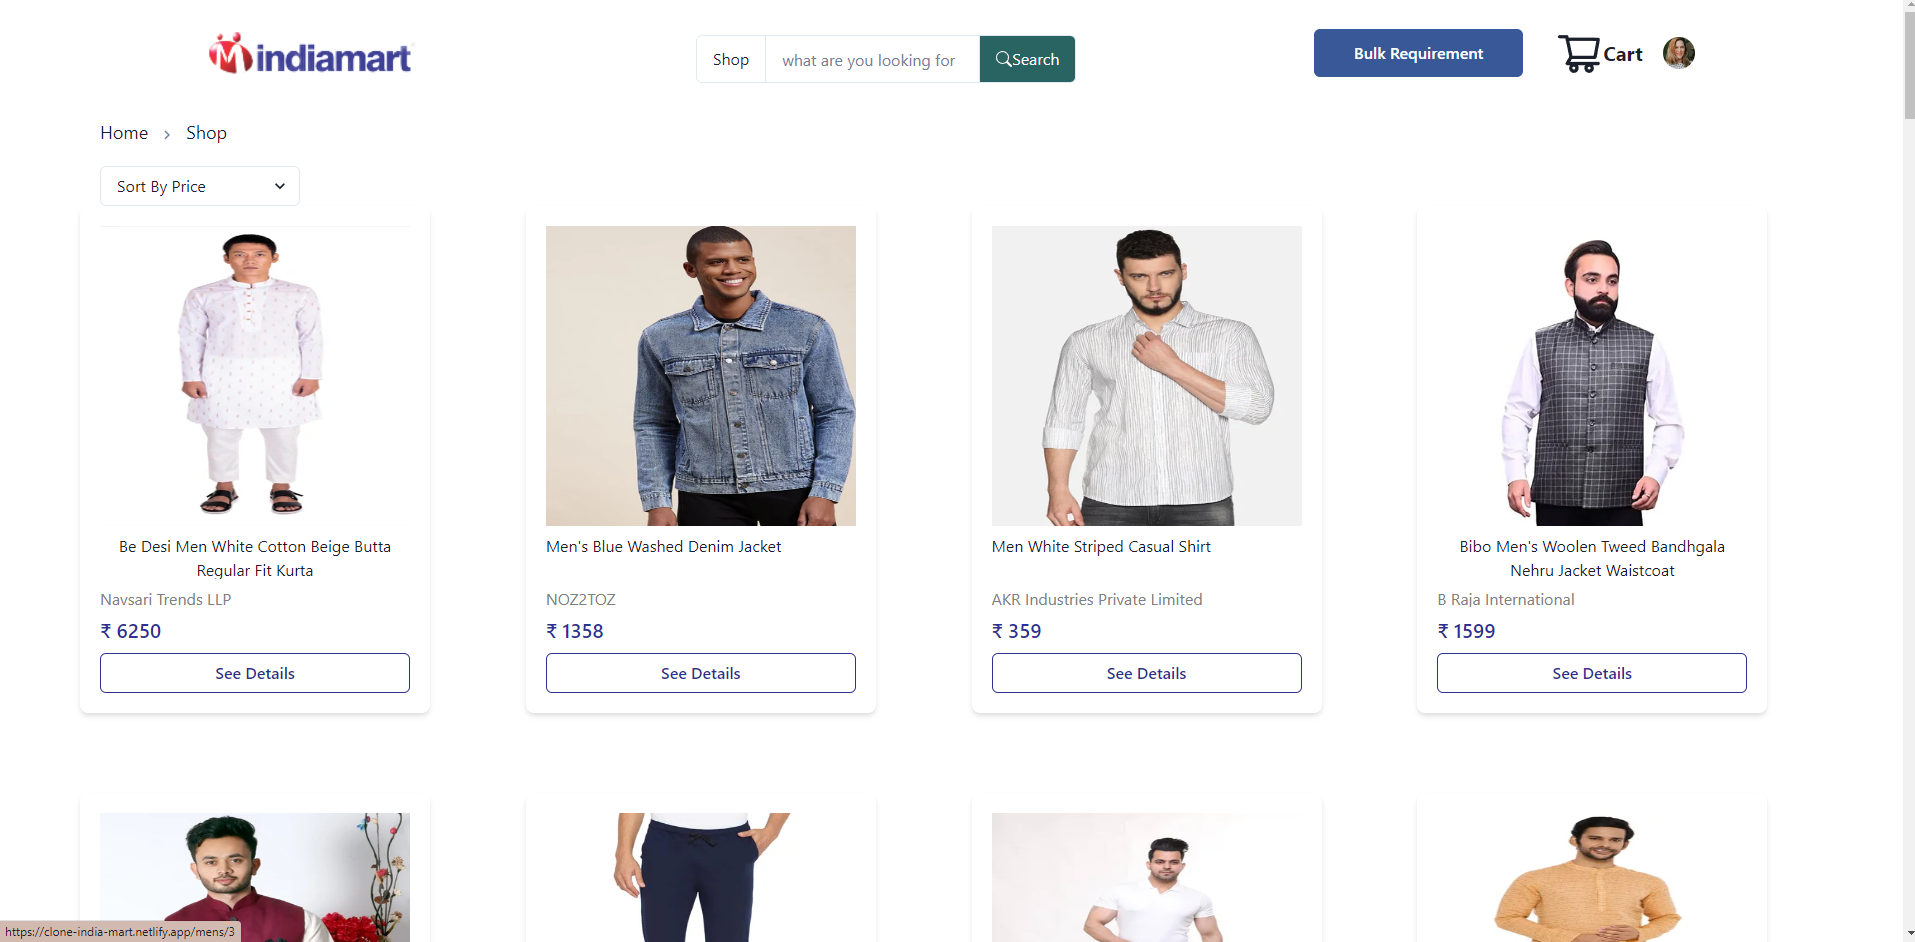 indiamart
Shop
what are you looking for
Search
Bulk Requirement
Cart
Home > Shop
Sort By Price
Be Desi Men White Cotton Beige Butta
Regular Fit Kurta
Navsari Trends LLP
₹ 6250
See Details
Men's Blue Washed Denim Jacket
NOZ2TOZ
₹ 1358
See Details
Men White Striped Casual Shirt
AKR Industries Private Limited
₹ 359
See Details
Bibo Men's Woolen Tweed Bandhgala
Nehru Jacket Waistcoat
B Raja International
₹ 1599
See Details
https://clone-india-mart.netlify.app/mens/3